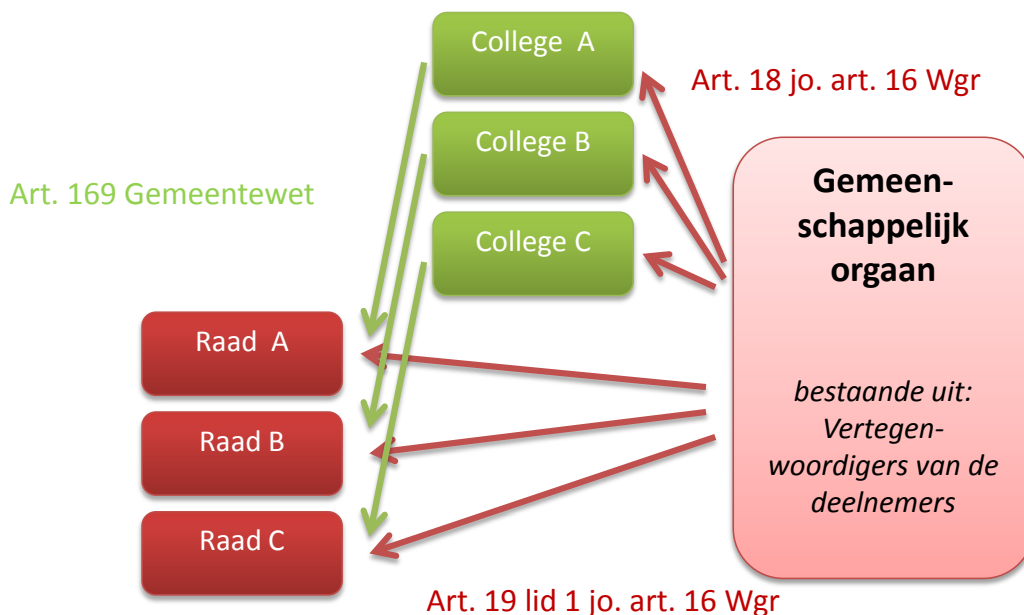 College A
College B
College C
Art. 18 jo. art. 16 Wgr
Art. 169 Gemeentewet
Raad A
Raad B
Raad C
Gemeen-
schappelijk
orgaan
bestaande uit:
Vertegen-
woordigers van de
deelnemers
Art. 19 lid 1 jo. art. 16 Wgr